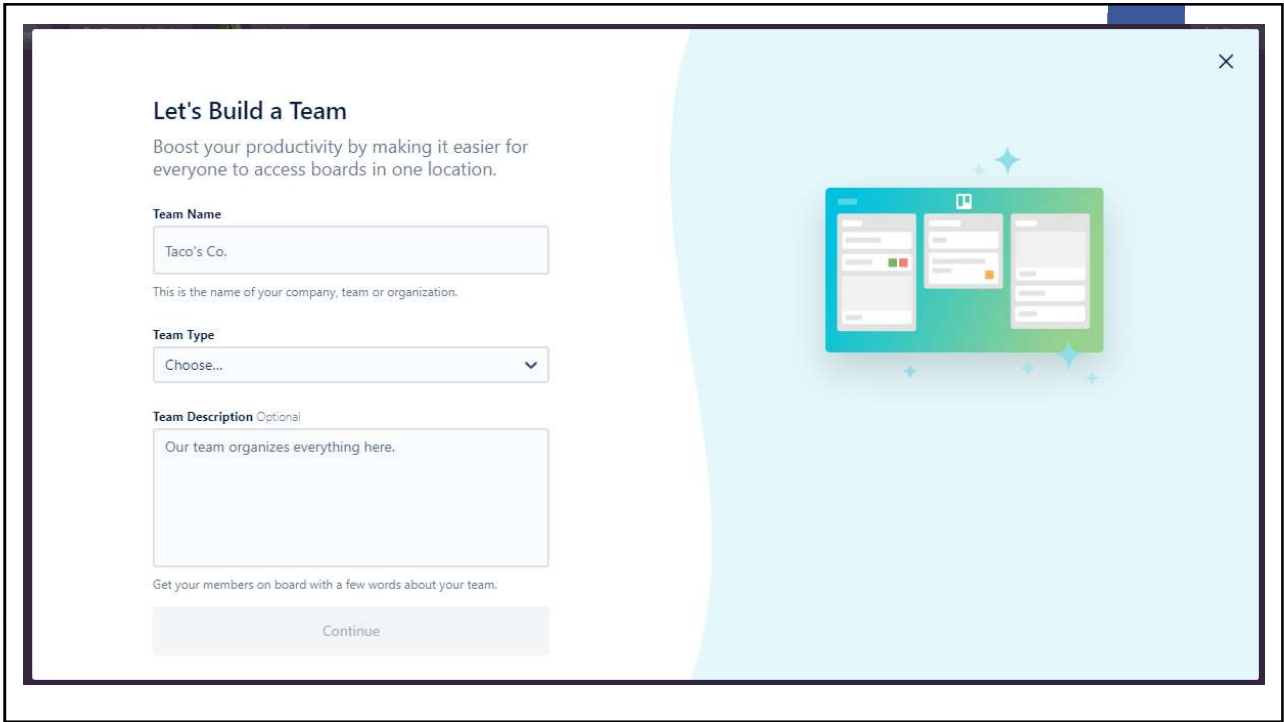 Let's Build a Team
Boost your productivity by making it easier for
everyone to access boards in one location.
Team Name
Taco's Co.
This is the name of your company, team or organization.
Team Type
Choose...
Team Description Optional
Our team organizes everything here.
Get your members on board with a few words about your team.
Continue